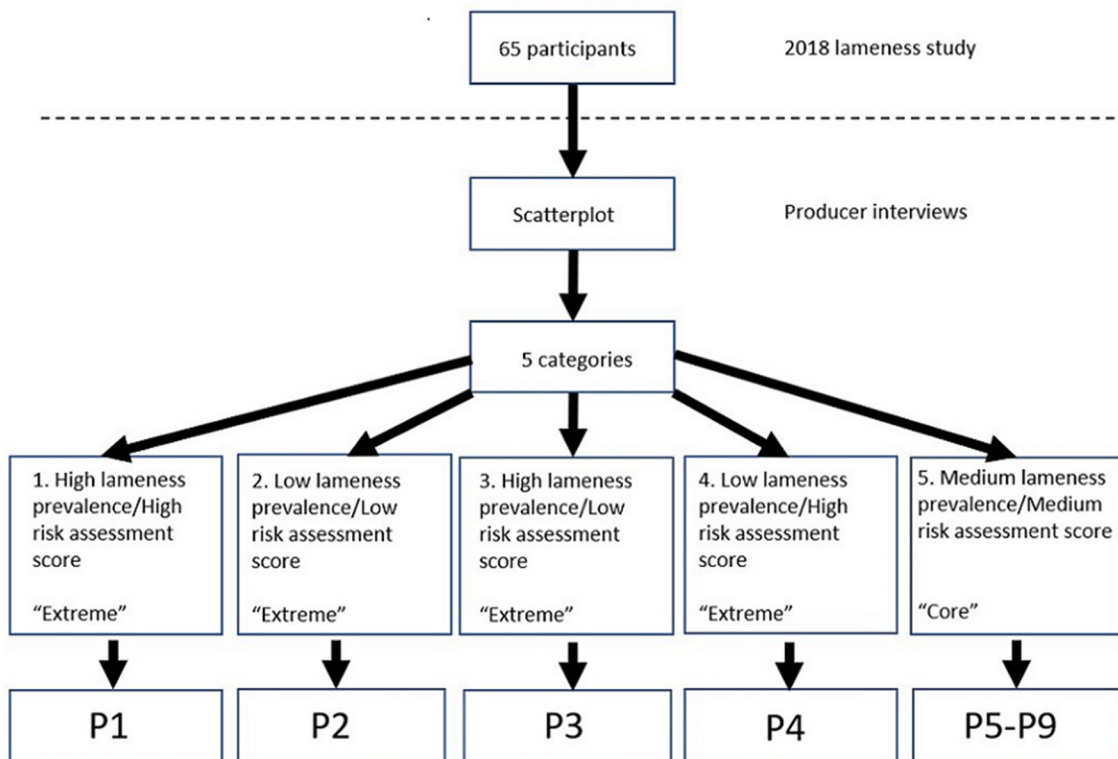 65 participants
2018 lameness study
Scatterplot
Producer interviews
5 categories
1. High lameness
prevalence/High
risk assessment
score
“Extreme”
2. Low lameness
prevalence/Low
risk assessment
score
“Extreme”
3. High lameness
prevalence/Low
risk assessment
score
“Extreme”
4. Low lameness
prevalence/High
risk assessment
score
“Extreme”
5. Medium lameness
prevalence/Medium
risk assessment score
“Core”
P1
P2
P3
P4
P5-P9